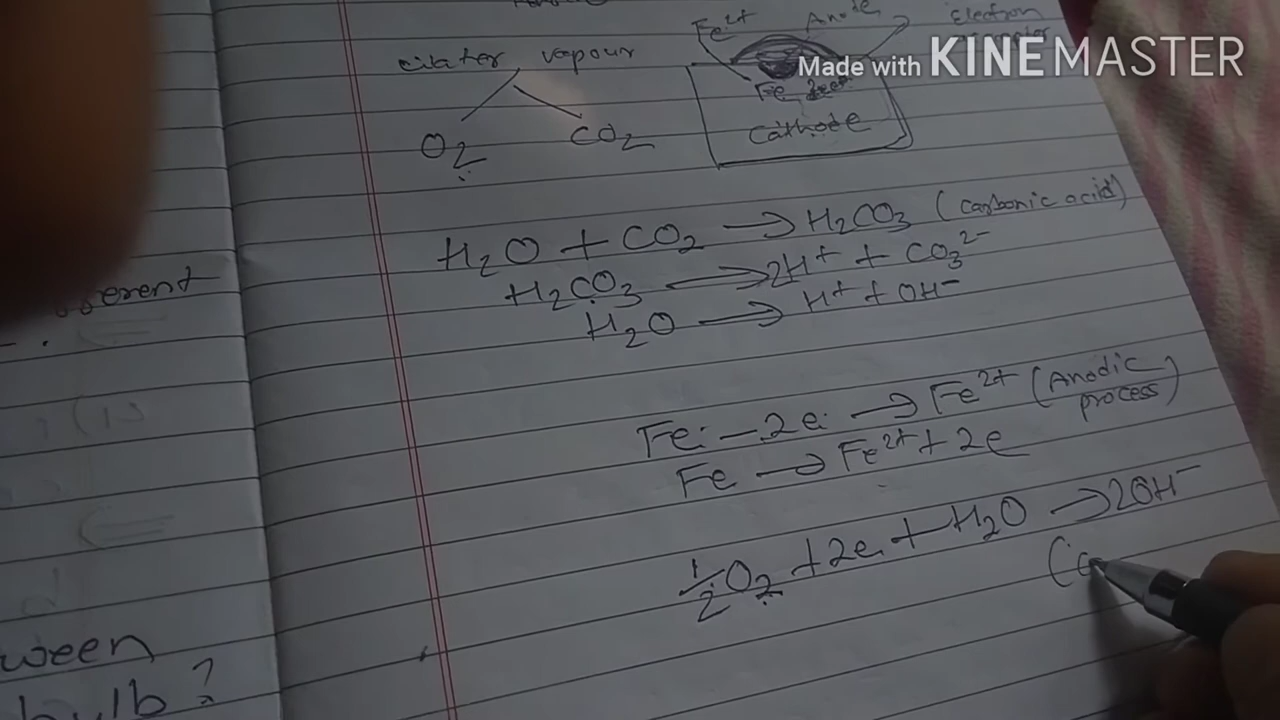 Fe2+ Anode Electron
Made with KINEMASTER
water vapour
Fe
Cathode
O2 CO2
H2O + CO2 → H2CO3 (Carbonic acid)
H2CO3 → 2H+ + CO3 2-
H2O → H+ + OH-
Fe - 2e → Fe2+ (Anodic
process)
Fe → Fe2+ + 2e
1/2 O2 + 2e + H2O → 2OH-
(Ca
erent
ween
bulb?